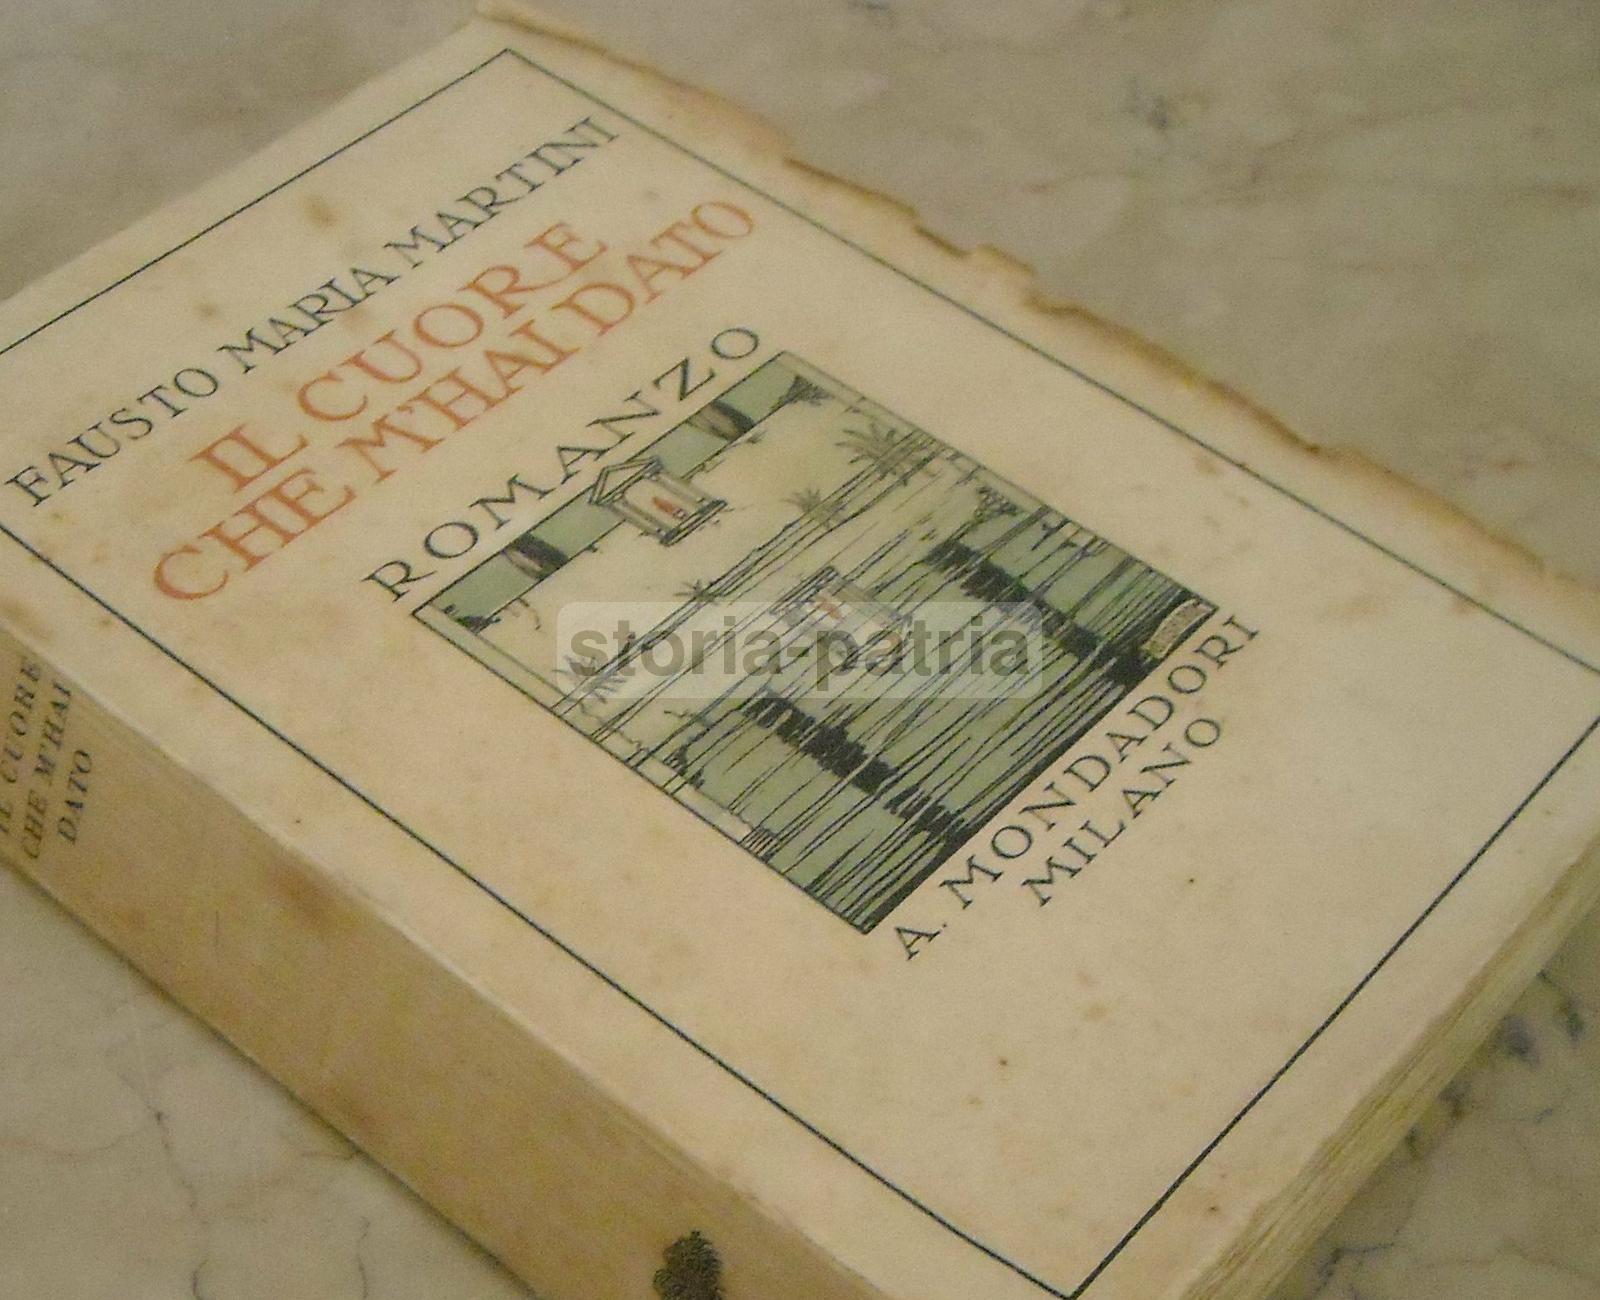 FAUSTO MARIA MARTINI
IL CUORE
CHE M'HAI DATO
ROMANZO
A. MONDADORI
MILANO
IL CUORE
CHE M'HAI
DATO
storia-patria